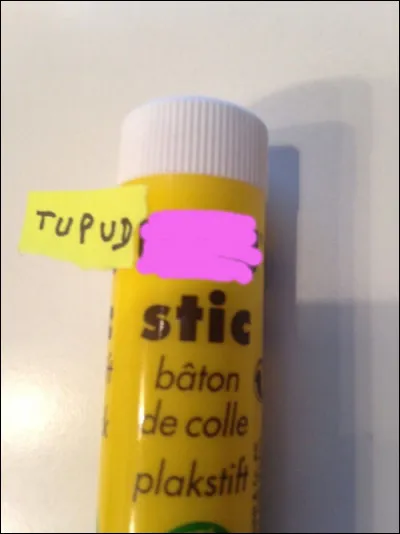 TUPUD
stic
bâton
de colle
plakstift